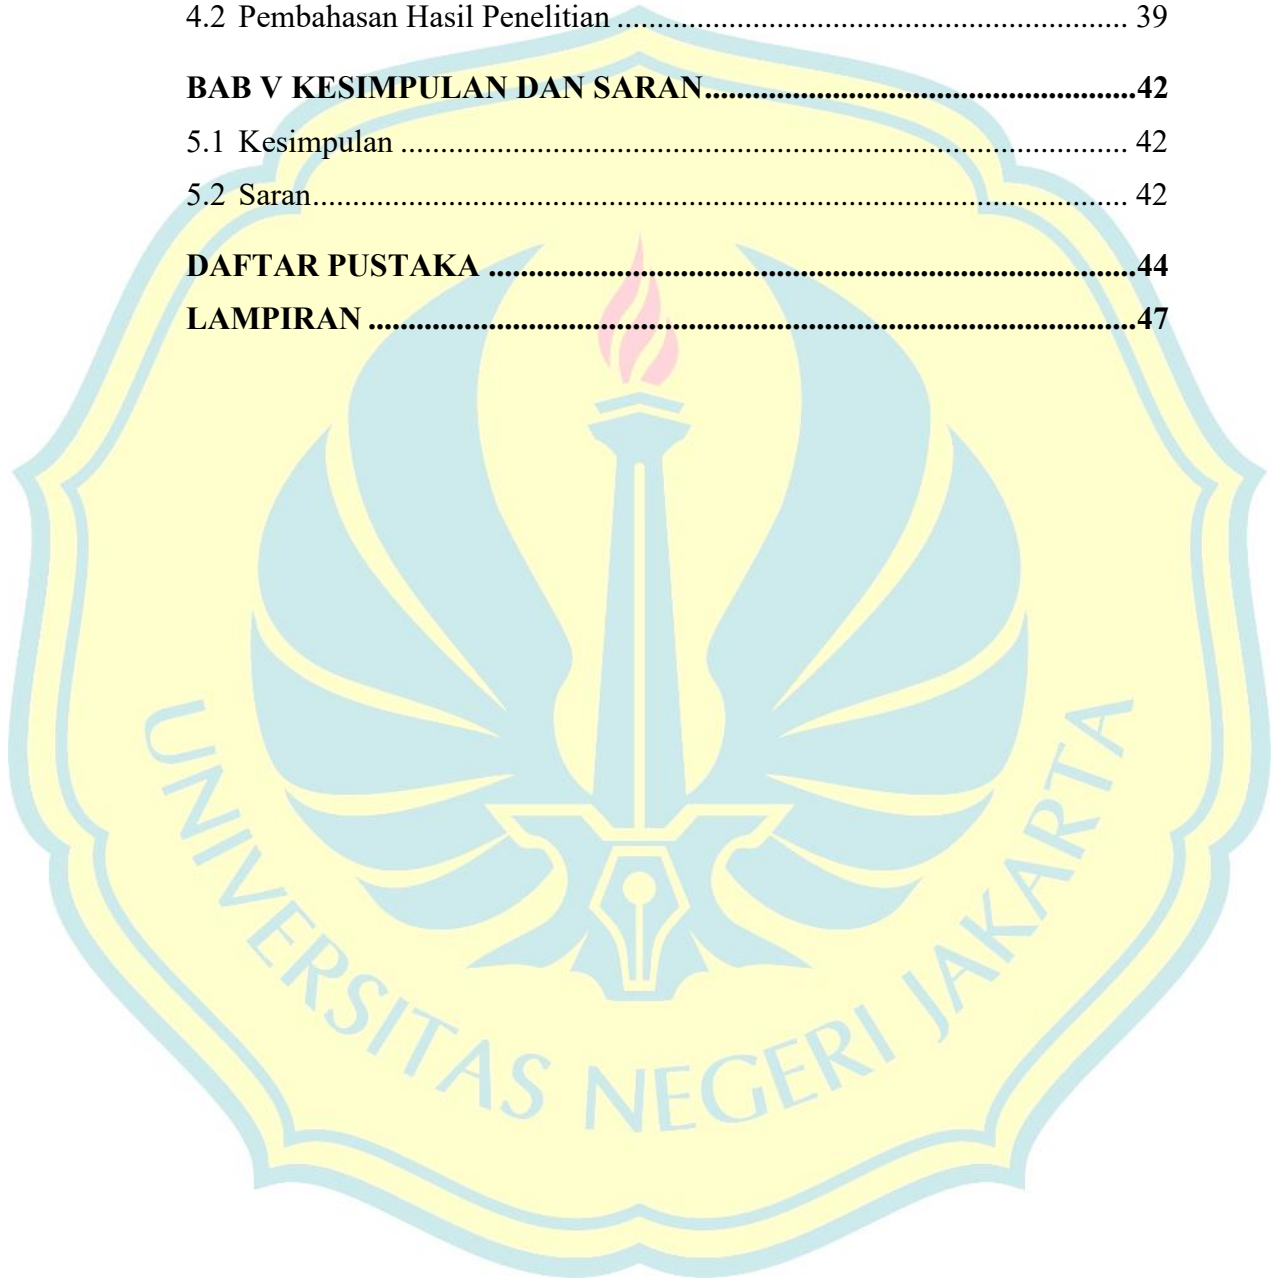 4.2 Pembahasan Hasil Penelitian ................................................................ 39
BAB V KESIMPULAN DAN SARAN.......................................................42
5.1 Kesimpulan ........................................................................................... 42
5.2 Saran...................................................................................................... 42
DAFTAR PUSTAKA ..................................................................................44
LAMPIRAN .................................................................................................47
UNIVERSITAS NEGERI JAKARTA